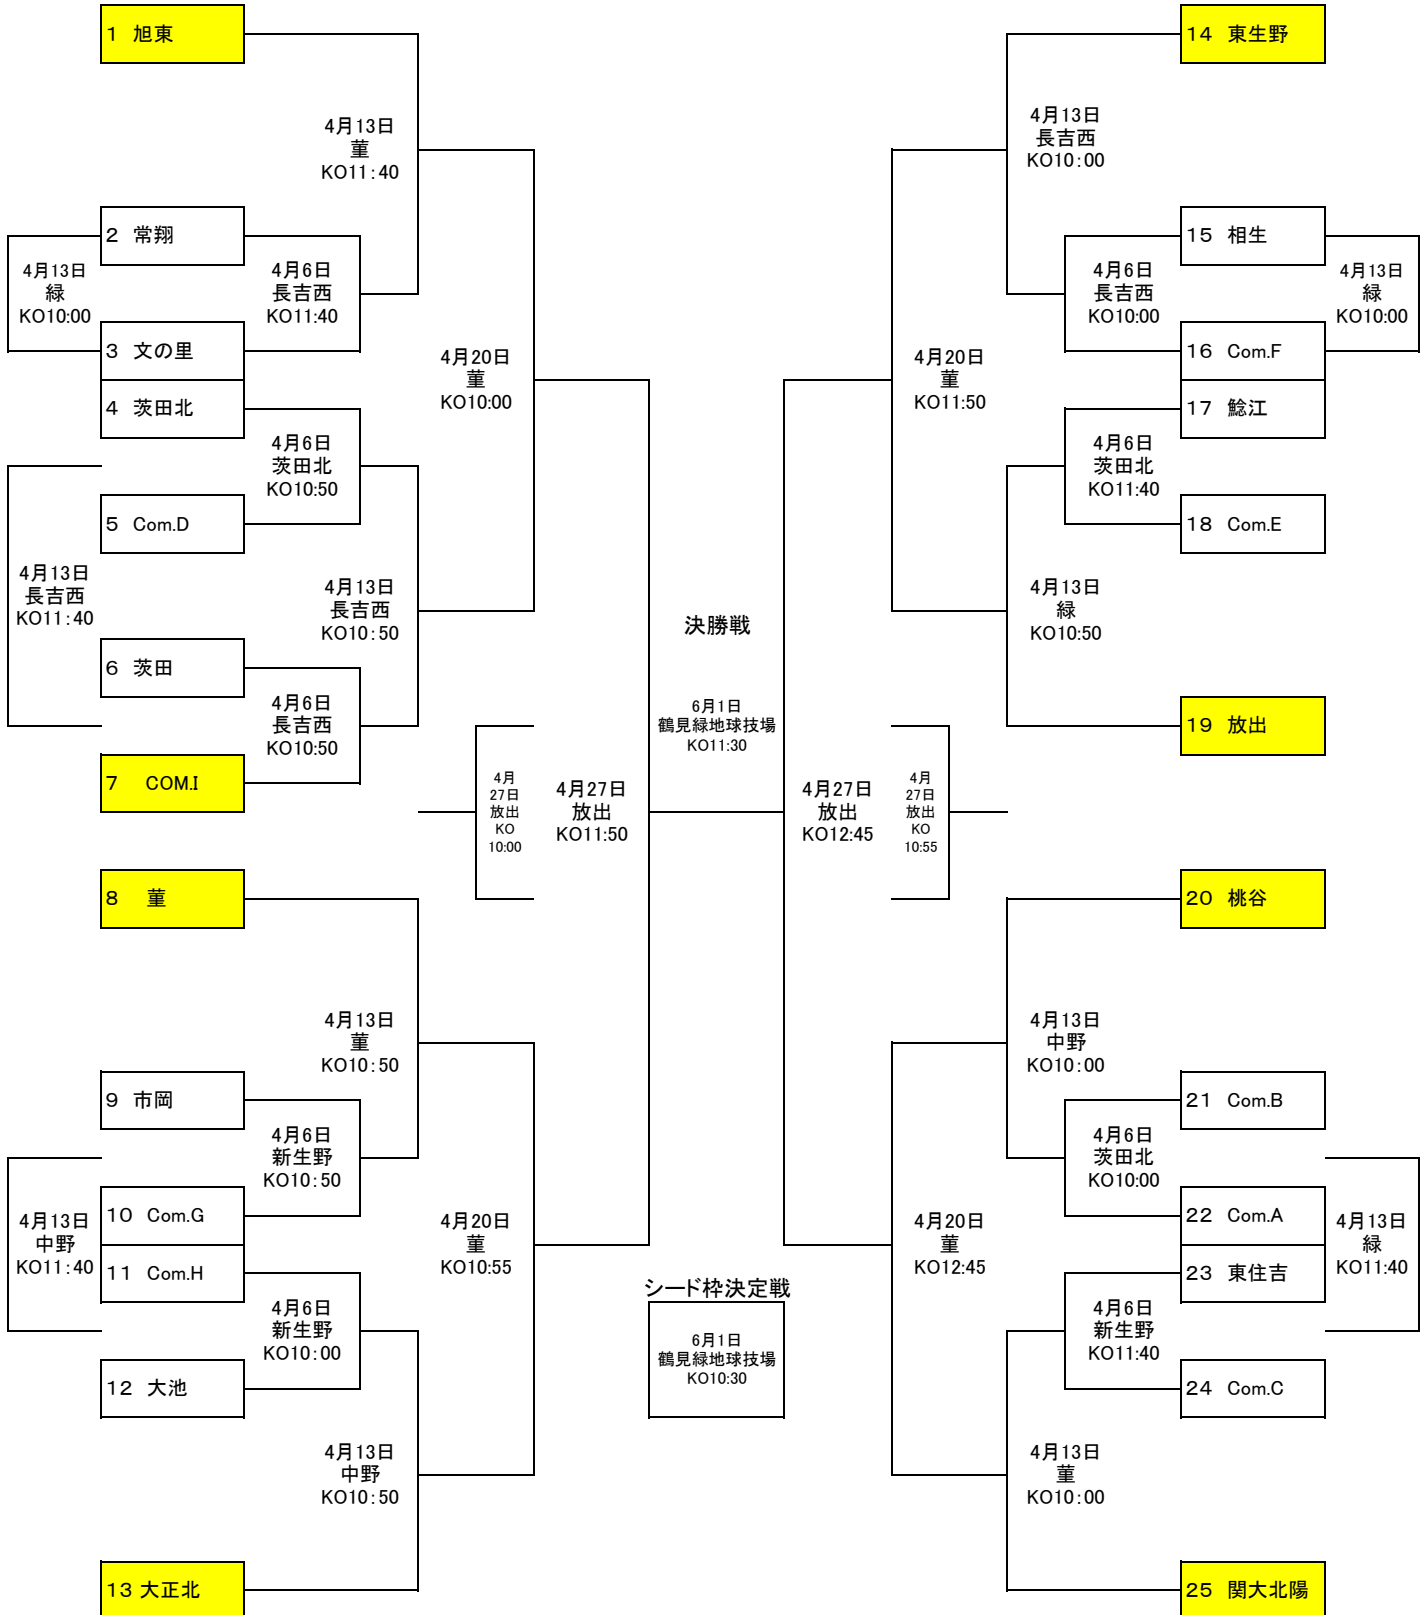 1 旭東
4月13日
菫
KO11：40
2 常翔
4月13日
緑
KO10:00
4月6日
長吉西
KO11:40
3 文の里
4 茨田北
4月20日
菫
KO10:00
4月6日
茨田北
KO10:50
5 Com.D
4月13日
長吉西
KO11：40
4月13日
長吉西
KO10：50
6 茨田
4月6日
長吉西
KO10:50
7 COM.I
4月
27日
放出
KO
10:00
4月27日
放出
KO11:50
8 菫
4月13日
菫
KO10：50
9 市岡
4月6日
新生野
KO10：50
10 Com.G
4月13日
中野
KO11：40
11 Com.H
4月20日
菫
KO10:55
4月6日
新生野
KO10：00
12 大池
4月13日
中野
KO10：50
13 大正北
決勝戦
6月1日
鶴見緑地球技場
KO11:30
シード枠決定戦
6月1日
鶴見緑地球技場
KO10:30
14 東生野
4月13日
長吉西
KO10：00
15 相生
4月6日
長吉西
KO10:00
4月13日
緑
KO10:00
16 Com.F
17 鯰江
4月20日
菫
KO11:50
4月6日
茨田北
KO11:40
18 Com.E
4月13日
緑
KO10:50
19 放出
4月27日
放出
KO12:45
4月
27日
放出
KO
10:55
20 桃谷
4月13日
中野
KO10：00
21 Com.B
4月6日
茨田北
KO10:00
22 Com.A
4月13日
緑
KO11:40
23 東住吉
4月20日
菫
KO12:45
4月6日
新生野
KO11:40
24 Com.C
4月13日
菫
KO10：00
25 関大北陽